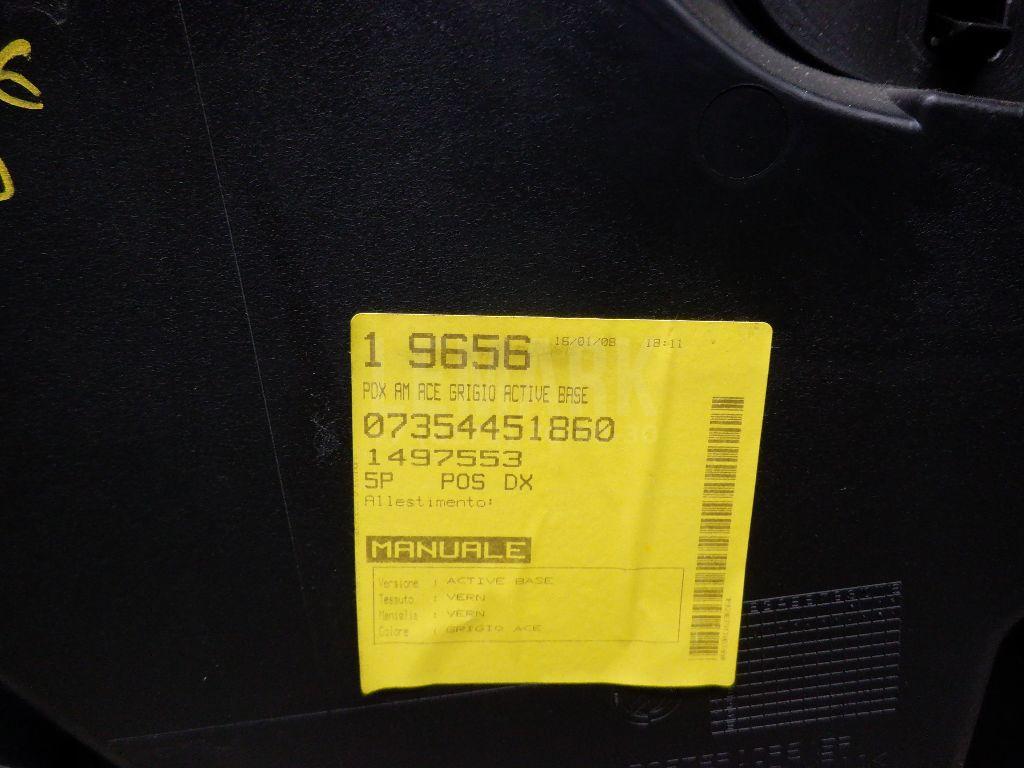 1 9656 16/01/08 18:11
PDX AM ACE GRIGIO ACTIVE BASE
07354451860
1497553
5P POS DX
Allestimento:
MANUALE
Versione : ACTIVE BASE
Tessuto : VERN
Maniglia : VERN
Colore : GRIGIO ACE